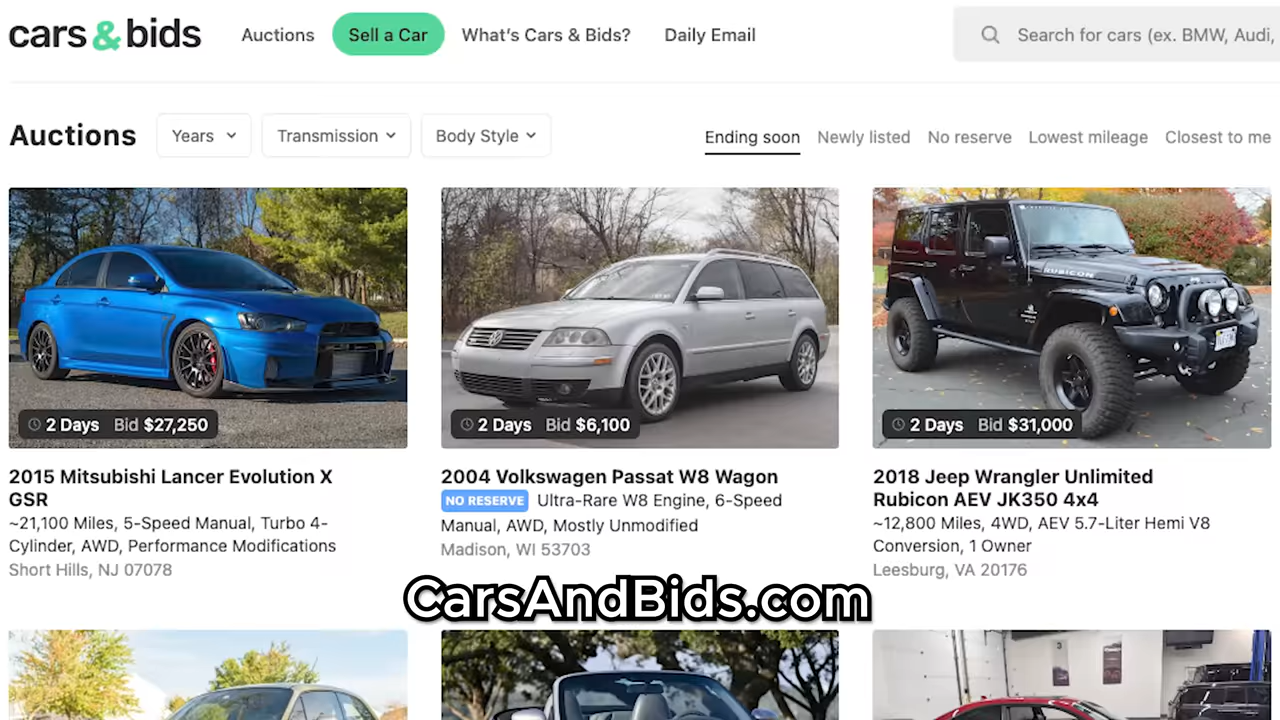 cars & bids
Auctions
Sell a Car
What's Cars & Bids?
Daily Email
Search for cars (ex. BMW, Audi,
Auctions
Years
Transmission
Body Style
Ending soon
Newly listed
No reserve
Lowest mileage
Closest to me
RUBICON
2 Days Bid $27,250
2 Days Bid $6,100
2 Days Bid $31,000
2015 Mitsubishi Lancer Evolution X
GSR
~21,100 Miles, 5-Speed Manual, Turbo 4-
Cylinder, AWD, Performance Modifications
Short Hills, NJ 07078
2004 Volkswagen Passat W8 Wagon
NO RESERVE Ultra-Rare W8 Engine, 6-Speed
Manual, AWD, Mostly Unmodified
Madison, WI 53703
2018 Jeep Wrangler Unlimited
Rubicon AEV JK350 4x4
~12,800 Miles, 4WD, AEV 5.7-Liter Hemi V8
Conversion, 1 Owner
Leesburg, VA 20176
CarsAndBids.com
3